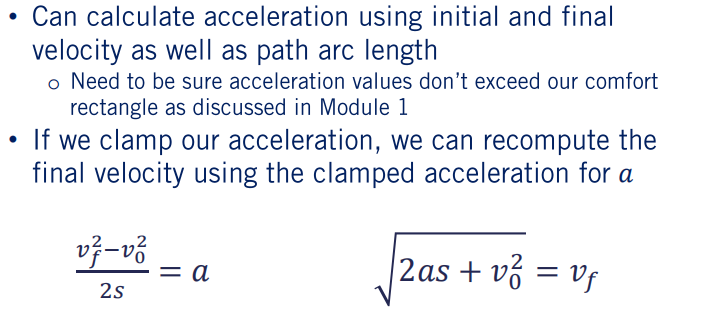 • Can calculate acceleration using initial and final
velocity as well as path arc length
o Need to be sure acceleration values don’t exceed our comfort
rectangle as discussed in Module 1
• If we clamp our acceleration, we can recompute the
final velocity using the clamped acceleration for a
\frac{v_f^2 - v_0^2}{2s} = a
\sqrt{2as + v_0^2} = v_f